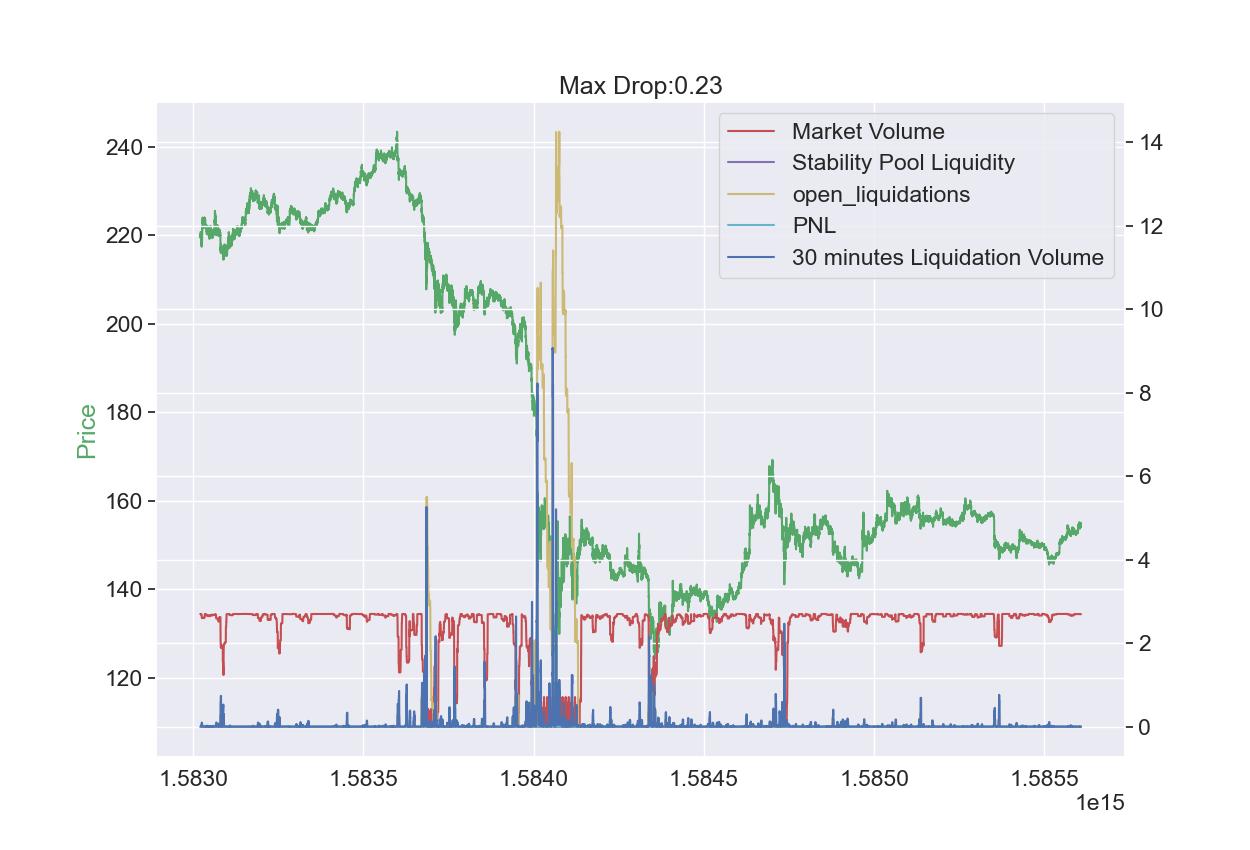 Max Drop:0.23
Market Volume
Stability Pool Liquidity
open_liquidations
PNL
30 minutes Liquidation Volume
Price
240
220
200
180
160
140
120
14
12
10
8
6
4
2
0
1.5830 1.5835 1.5840 1.5845 1.5850 1.5855
1e15